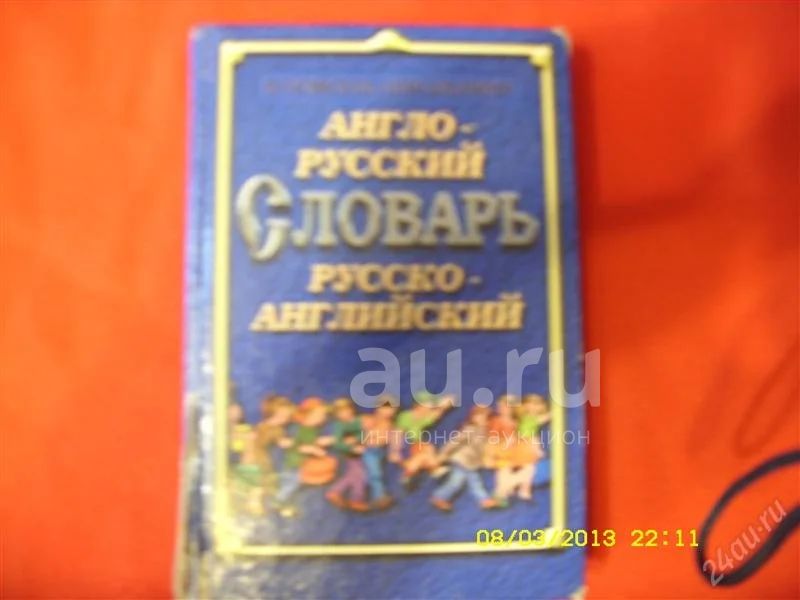 АНГЛО-
РУССКИЙ
СЛОВАРЬ
РУССКО-
АНГЛИЙСКИЙ
au.ru
интернет-аукцион
08/03/2013 22:11
24au.ru